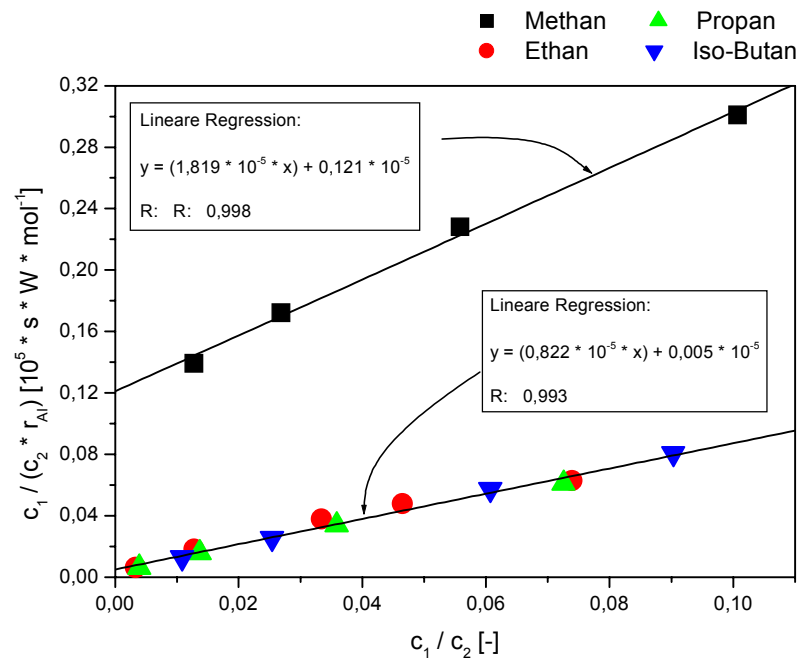 Methan
Propan
Ethan
Iso-Butan
0,32
0,28
0,24
0,20
0,16
0,12
0,08
0,04
0,00
c₁ / (c₂ * r_Al) [10⁵ * s * W * mol⁻¹]
Lineare Regression:
y = (1,819 * 10⁻⁵ * x) + 0,121 * 10⁻⁵
R: R: 0,998
Lineare Regression:
y = (0,822 * 10⁻⁵ * x) + 0,005 * 10⁻⁵
R: 0,993
0,00 0,02 0,04 0,06 0,08 0,10
c₁ / c₂ [-]